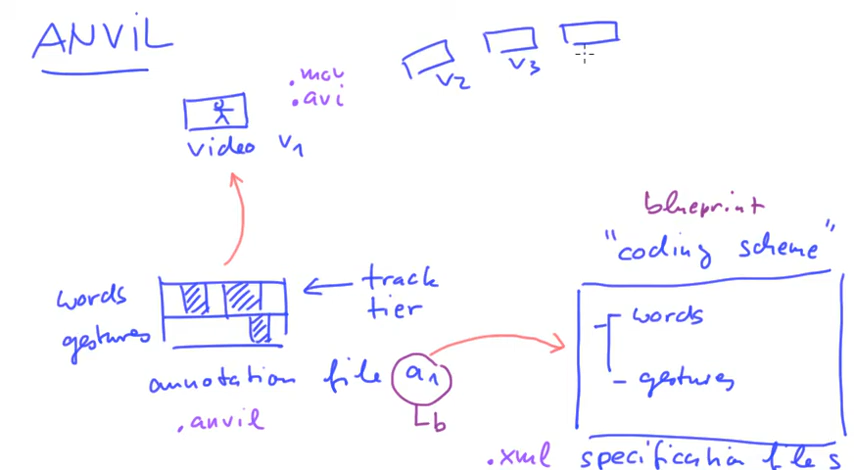 ANViL
.mov
.avi
v2
v3
video v1
blueprint
"coding scheme"
words
gestures
track
tier
words
gestures
annotation file a1
b
.anvil
.xml specification file s